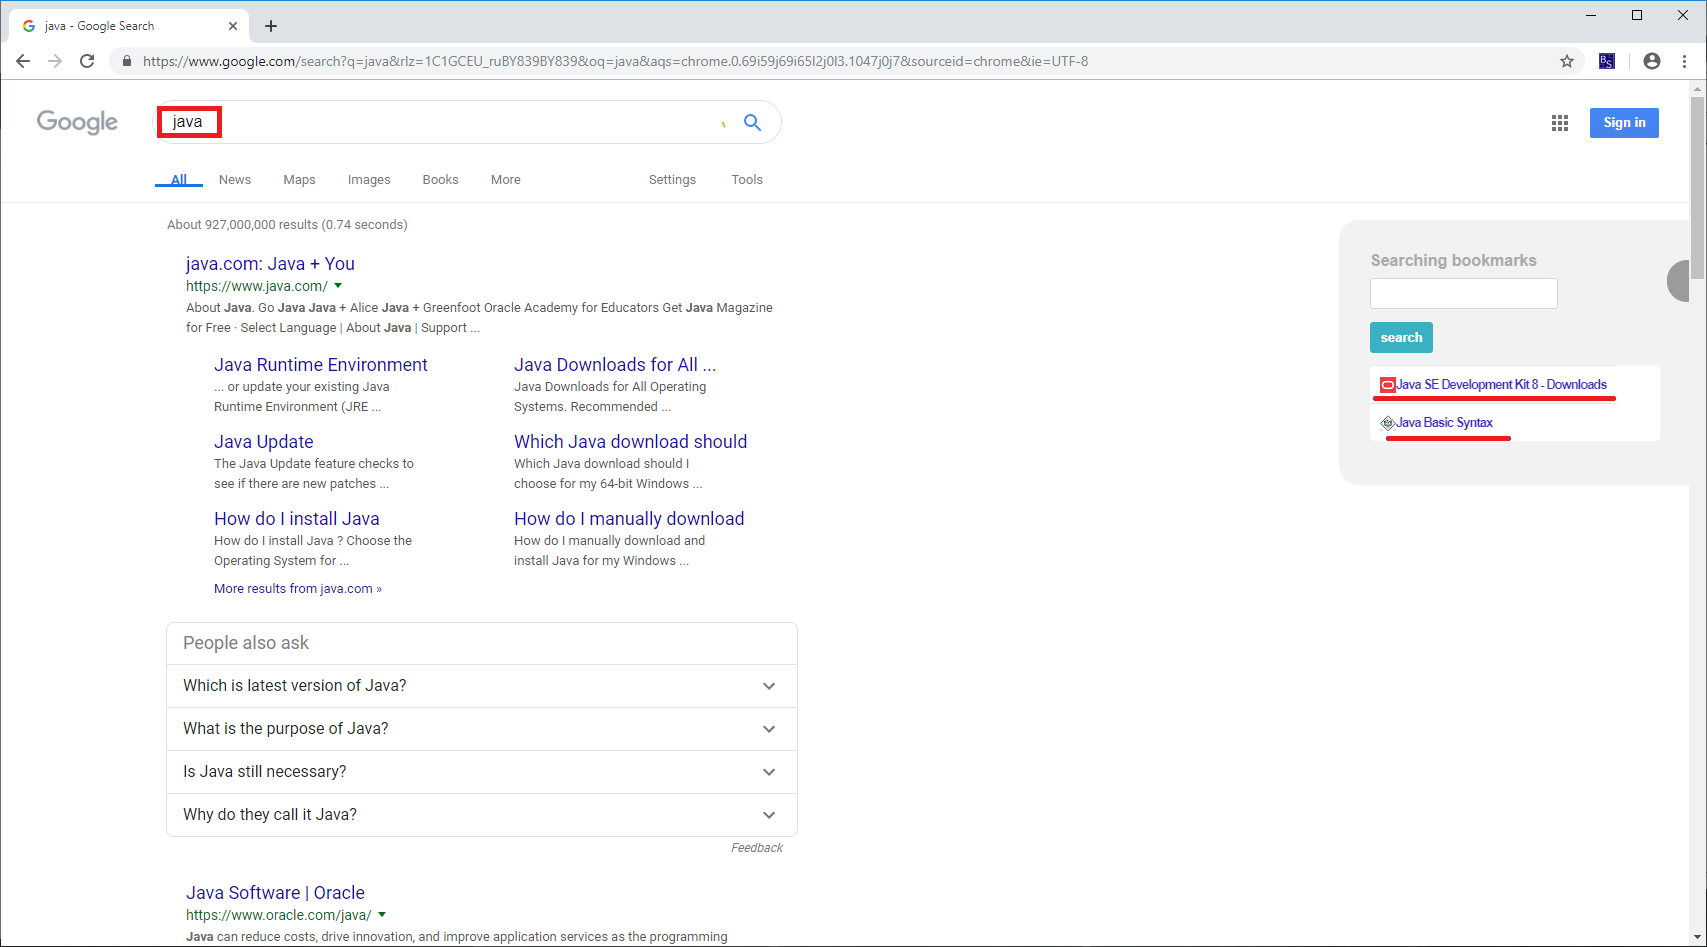 java - Google Search
https://www.google.com/search?q=java&rlz=1C1GCEU_ruBY839BY839&oq=java&aqs=chrome.0.69i59j69i65l2j0l3.1047j0j7&sourceid=chrome&ie=UTF-8
BS
Google
java
Sign in
All News Maps Images Books More Settings Tools
About 927,000,000 results (0.74 seconds)
java.com: Java + You
https://www.java.com/
About Java. Go Java Java + Alice Java + Greenfoot Oracle Academy for Educators Get Java Magazine
for Free · Select Language | About Java | Support ...
Java Runtime Environment
... or update your existing Java
Runtime Environment (JRE ...
Java Downloads for All ...
Java Downloads for All Operating
Systems. Recommended ...
Java Update
The Java Update feature checks to
see if there are new patches ...
Which Java download should
Which Java download should I
choose for my 64-bit Windows ...
How do I install Java
How do I install Java ? Choose the
Operating System for ...
How do I manually download
How do I manually download and
install Java for my Windows ...
More results from java.com »
People also ask
Which is latest version of Java?
What is the purpose of Java?
Is Java still necessary?
Why do they call it Java?
Feedback
Java Software | Oracle
https://www.oracle.com/java/
Java can reduce costs, drive innovation, and improve application services as the programming
Searching bookmarks
search
Java SE Development Kit 8 - Downloads
Java Basic Syntax